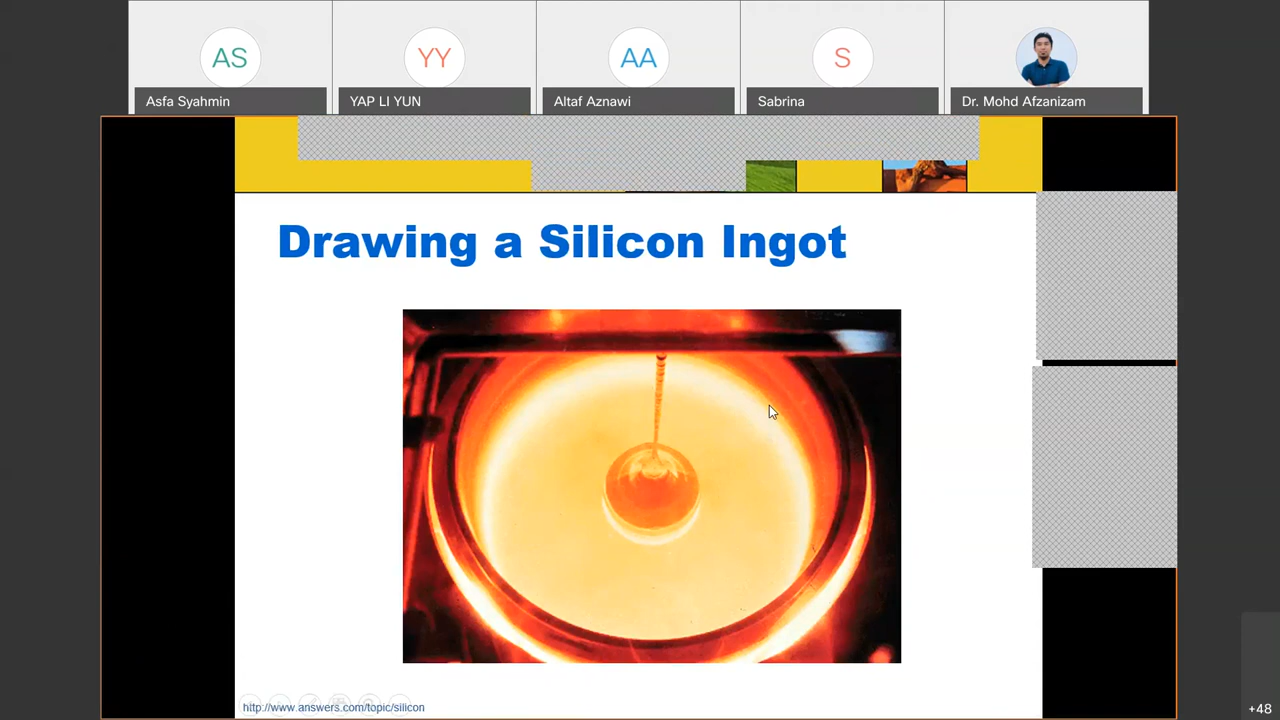 AS
YY
AA
S
Asfa Syahmin
YAP LI YUN
Altaf Aznawi
Sabrina
Dr. Mohd Afzanizam
Drawing a Silicon Ingot
http://www.answers.com/topic/silicon
+48